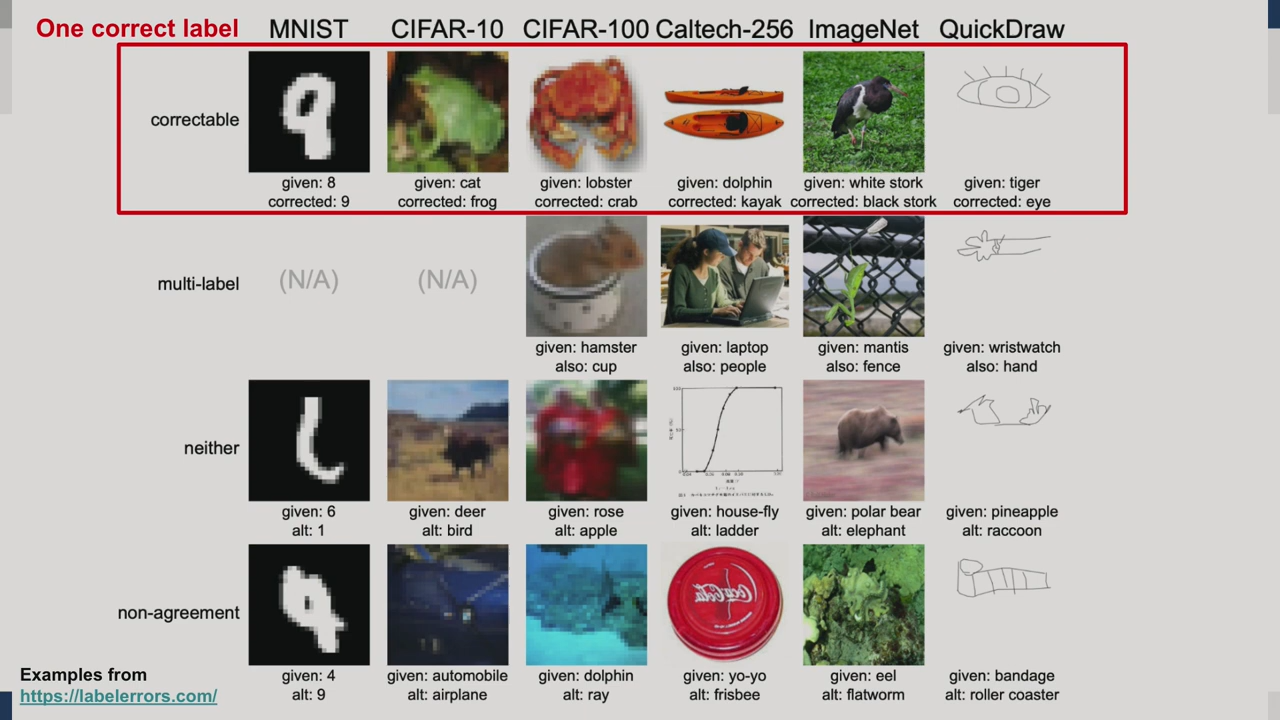 One correct label
MNIST CIFAR-10 CIFAR-100 Caltech-256 ImageNet QuickDraw
correctable
given: 8 given: cat given: lobster given: dolphin given: white stork given: tiger
corrected: 9 corrected: frog corrected: crab corrected: kayak corrected: black stork corrected: eye
multi-label
(N/A) (N/A)
given: hamster given: laptop given: mantis given: wristwatch
also: cup also: people also: fence also: hand
neither
given: 6 given: deer given: rose given: house-fly given: polar bear given: pineapple
alt: 1 alt: bird alt: apple alt: ladder alt: elephant alt: raccoon
non-agreement
Coca-Cola
given: 4 given: automobile given: dolphin given: yo-yo given: eel given: bandage
alt: 9 alt: airplane alt: ray alt: frisbee alt: flatworm alt: roller coaster
Examples from
https://labelerrors.com/